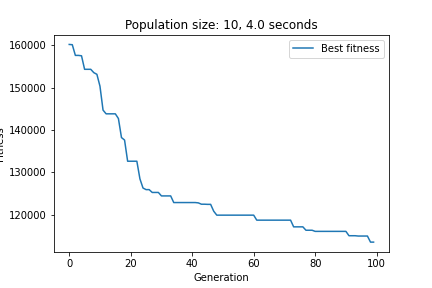 Population size: 10, 4.0 seconds
Best fitness
160000
150000
140000
130000
120000
Fitness
0 20 40 60 80 100
Generation